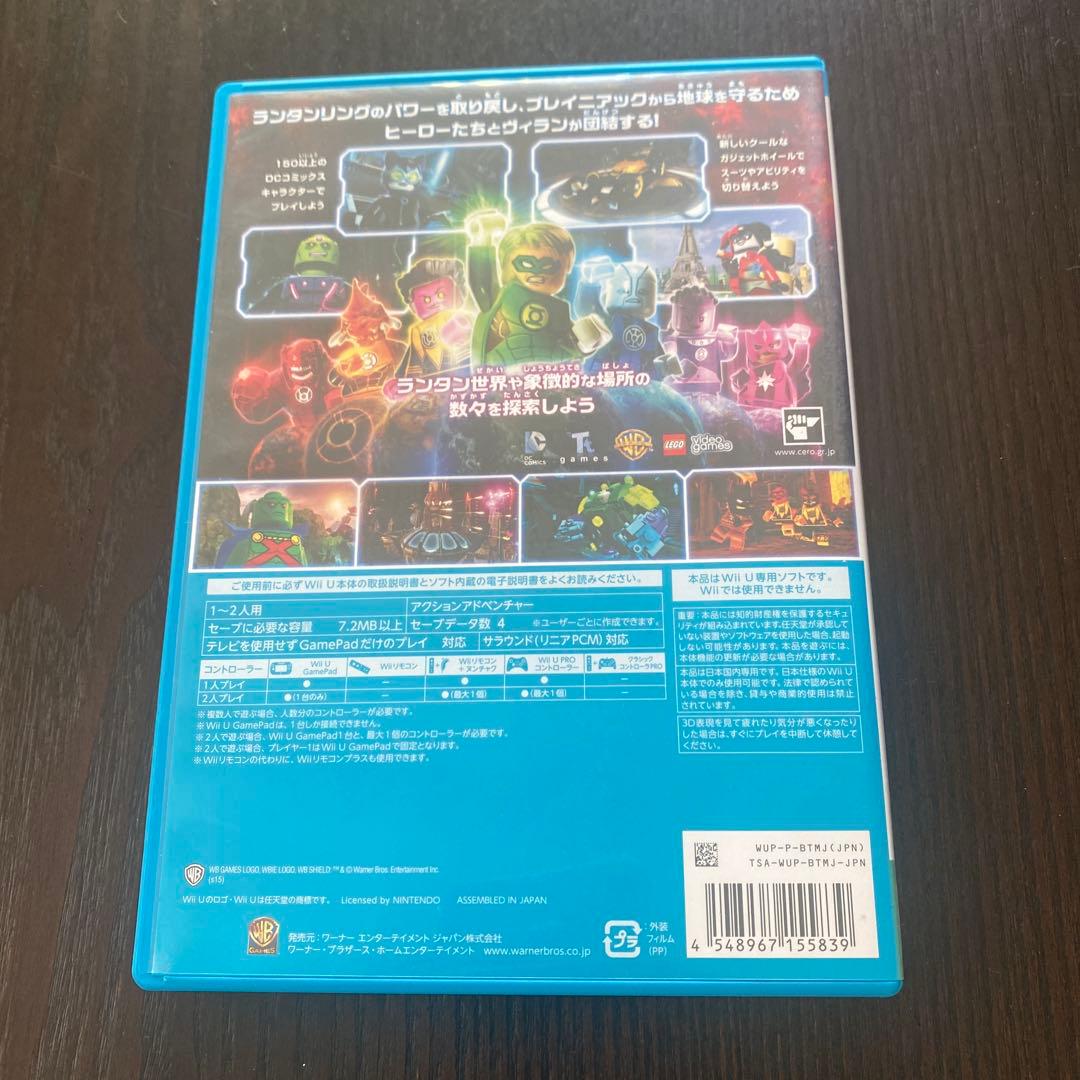 ランタンリングのパワーを取り戻し、ブレイニアックから地球を守るため
ヒーローたちとヴィランが団結する!
150以上の
DCコミックス
キャラクターで
プレイしよう
新しいクールな
ガジェットホイールで
スーツやアビリティを
切り替えよう
ランタン世界や象徴的な場所の
数々を探索しよう
DC COMICS
Tt games
WB
LEGO
video games
www.cero.gr.jp
ご使用前に必ずWii U本体の取扱説明書とソフト内蔵の電子説明書をよくお読みください。
1〜2人用 アクションアドベンチャー
セーブに必要な容量 7.2MB以上 セーブデータ数 4 ※ユーザーごとに作成できます。
テレビを使用せずGamePadだけのプレイ 対応 サラウンド(リニアPCM)対応
コントローラー Wii U GamePad Wiiリモコン Wiiリモコン+ヌンチャク Wii U PRO コントローラー クラシックコントローラPRO
1人プレイ ● − ● ● −
2人プレイ ●(1台のみ) − ●(最大1個) ●(最大1個) −
※複数人で遊ぶ場合、人数分のコントローラーが必要です。
※Wii U GamePadは、1台しか接続できません。
※2人で遊ぶ場合、Wii U GamePad1台と、最大1個のコントローラーが必要です。
※2人で遊ぶ場合、プレイヤー1はWii U GamePadで固定となります。
※Wiiリモコンの代わりに、Wiiリモコンプラスも使用できます。
本品はWii U専用ソフトです。
Wiiでは使用できません。
重要:本品には知的財産権を保護するセキュ
リティが組み込まれています。任天堂が承認して
いない装置やソフトウェアを使用した場合、起動
しない可能性があります。本品を遊ぶには、
本体機能の更新が必要な場合があります。
本品は日本国内専用です。日本仕様のWii U
本体でのみ使用可能です。法律で認められて
いる場合を除き、貸与や商業的使用は禁止
されています。
3D表現を見て疲れたり気分が悪くなったり
した場合は、すぐにプレイを中断して休憩して
ください。
WUP-P-BTMJ(JPN)
TSA-WUP-BTMJ-JPN
WB GAMES LOGO, WBIE LOGO, WB SHIELD: ™ & © Warner Bros. Entertainment Inc.
(s15)
Wii Uのロゴ・Wii Uは任天堂の商標です。 Licensed by NINTENDO ASSEMBLED IN JAPAN
WB GAMES
発売元:ワーナー エンターテイメント ジャパン株式会社
ワーナー・ブラザース・ホームエンターテイメント www.warnerbros.co.jp
プラ
:外装
フィルム
(PP)
4 548967 155839